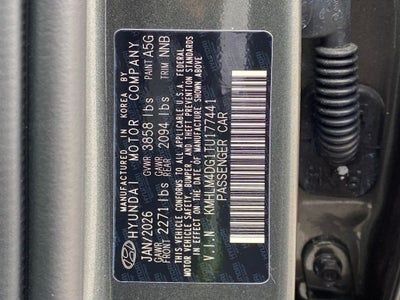 MANUFACTURED IN KOREA BY
HYUNDAI MOTOR COMPANY
JAN/2026 GVWR 3858 lbs PAINT A5G
GAWR FRONT 2271 lbs GAWR REAR 2094 lbs TRIM NNB
THIS VEHICLE CONFORMS TO ALL APPLICABLE U.S.A FEDERAL
MOTOR VEHICLE SAFETY, BUMPER, AND THEFT PREVENTION
STANDARDS IN EFFECT ON THE DATE OF MANUFACTURE SHOWN ABOVE
V.I.N KMHLM4DG1TU177441
PASSENGER CAR